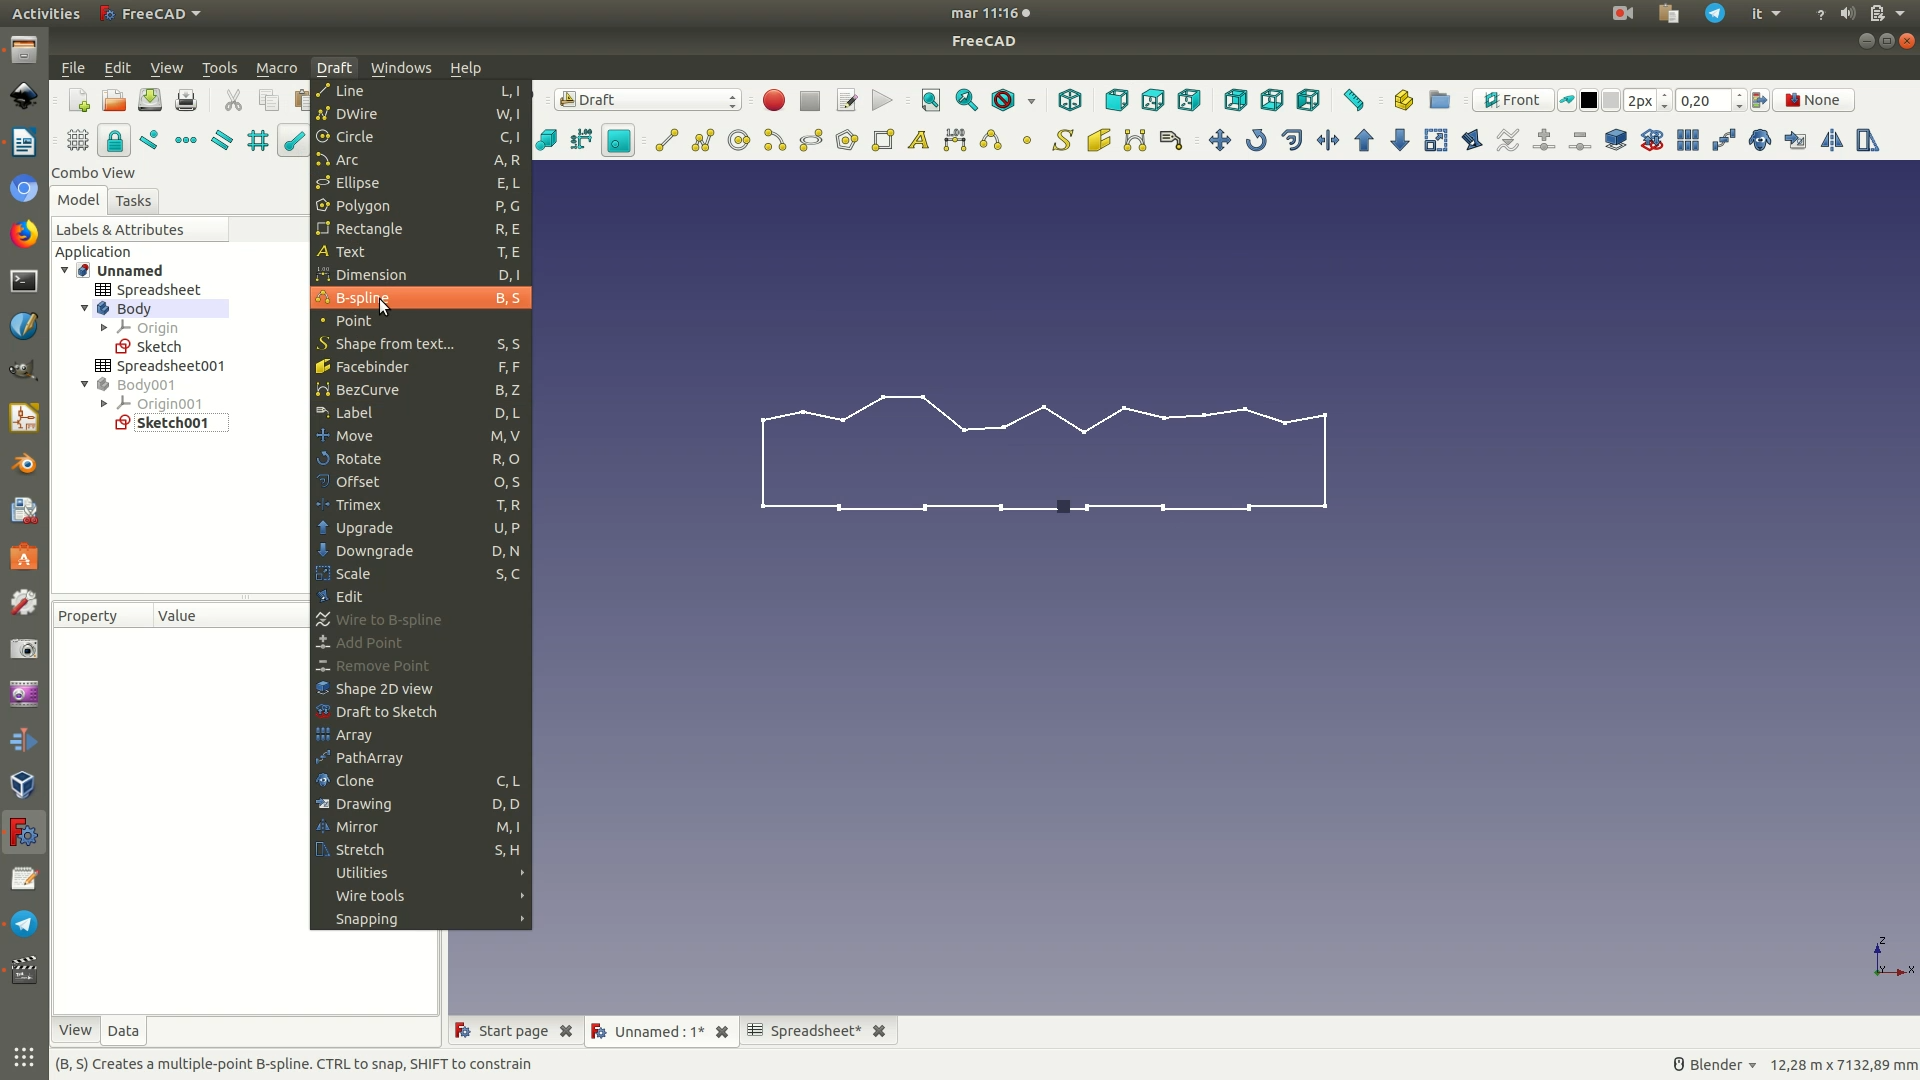 Activities FreeCAD mar 11:16 it ?
FreeCAD
File Edit View Tools Macro Draft Windows Help
Draft 1.00 Front 2px 0,20 None
Combo View
Model Tasks
Labels & Attributes
Application
Unnamed
Spreadsheet
Body
Origin
Sketch
Spreadsheet001
Body001
Origin001
Sketch001
Property Value
Line L, I
DWire W, I
Circle C, I
Arc A, R
Ellipse E, L
Polygon P, G
Rectangle R, E
Text T, E
Dimension D, I
B-spline B, S
Point
Shape from text... S, S
Facebinder F, F
BezCurve B, Z
Label D, L
Move M, V
Rotate R, O
Offset O, S
Trimex T, R
Upgrade U, P
Downgrade D, N
Scale S, C
Edit
Wire to B-spline
Add Point
Remove Point
Shape 2D view
Draft to Sketch
Array
PathArray
Clone C, L
Drawing D, D
Mirror M, I
Stretch S, H
Utilities
Wire tools
Snapping
Z
Y X
View Data
Start page Unnamed : 1* Spreadsheet*
(B, S) Creates a multiple-point B-spline. CTRL to snap, SHIFT to constrain
Blender 12,28 m x 7132,89 mm